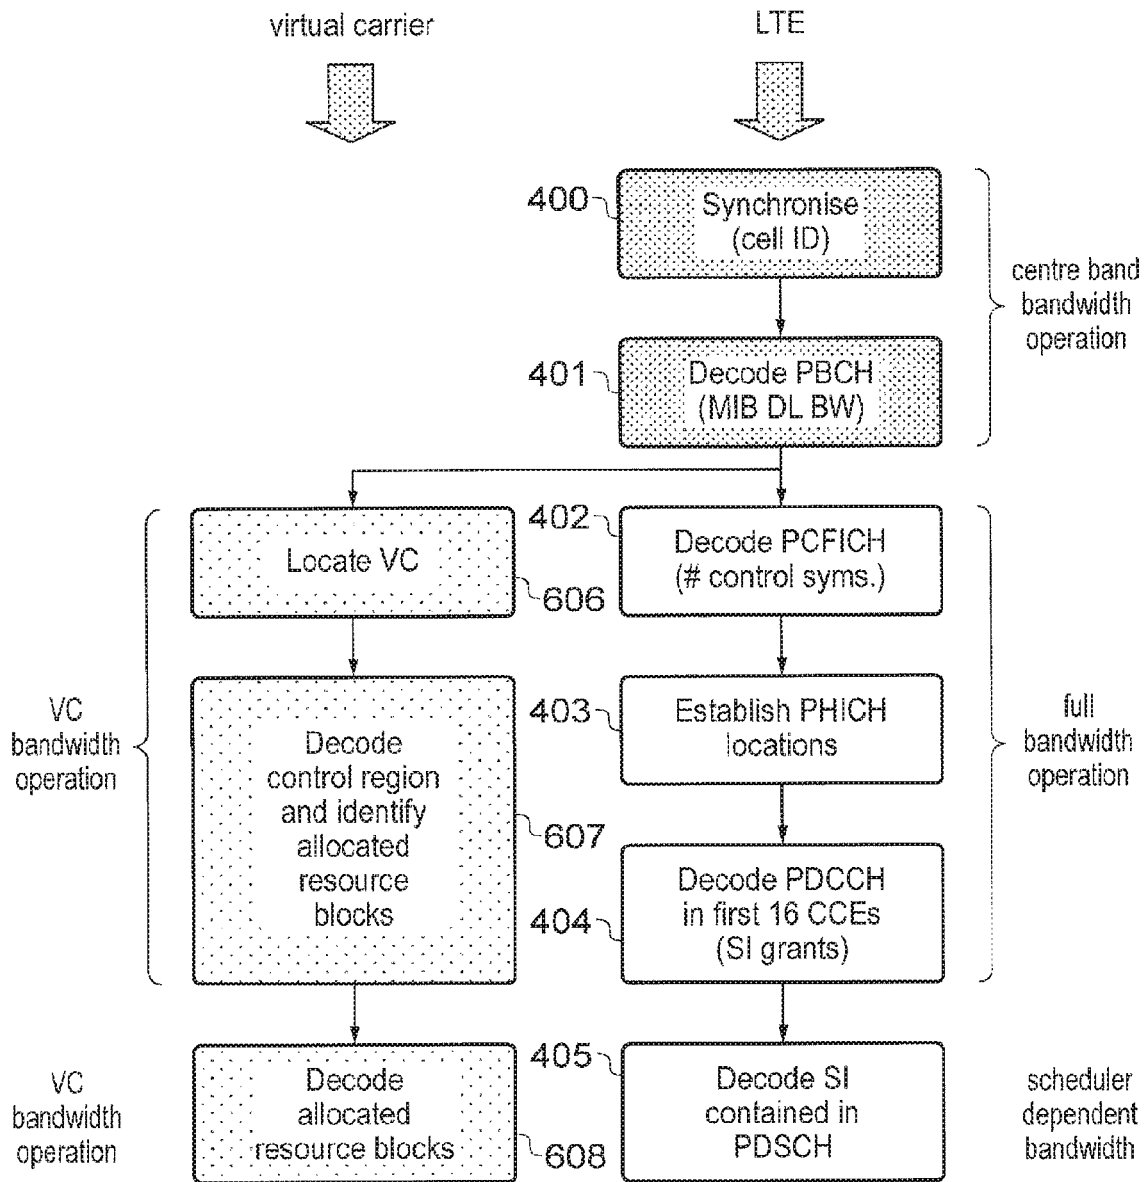 virtual carrier
LTE
400
Synchronise
(cell ID)
centre band
bandwidth
operation
401
Decode PBCH
(MIB DL BW)
VC
bandwidth
operation
Locate VC
606
402
Decode PCFICH
(# control syms.)
Decode
control region
and identify
allocated
resource
blocks
607
403
Establish PHICH
locations
404
Decode PDCCH
in first 16 CCEs
(SI grants)
full
bandwidth
operation
VC
bandwidth
operation
Decode
allocated
resource blocks
608
405
Decode SI
contained in
PDSCH
scheduler
dependent
bandwidth